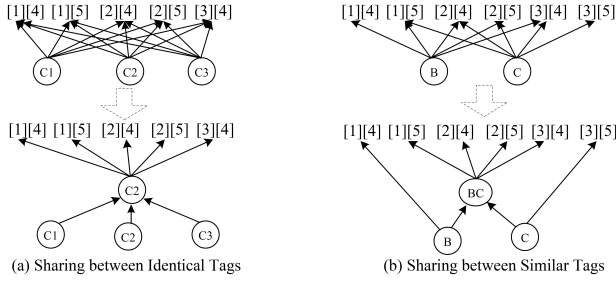 [1][4] [1][5] [2][4] [2][5] [3][4]
C1 C2 C3
[1][4] [1][5] [2][4] [2][5] [3][4]
C2
C1 C2 C3
(a) Sharing between Identical Tags
[1][4] [1][5] [2][4] [2][5] [3][4] [3][5]
B C
[1][4] [1][5] [2][4] [2][5] [3][4] [3][5]
BC
B C
(b) Sharing between Similar Tags